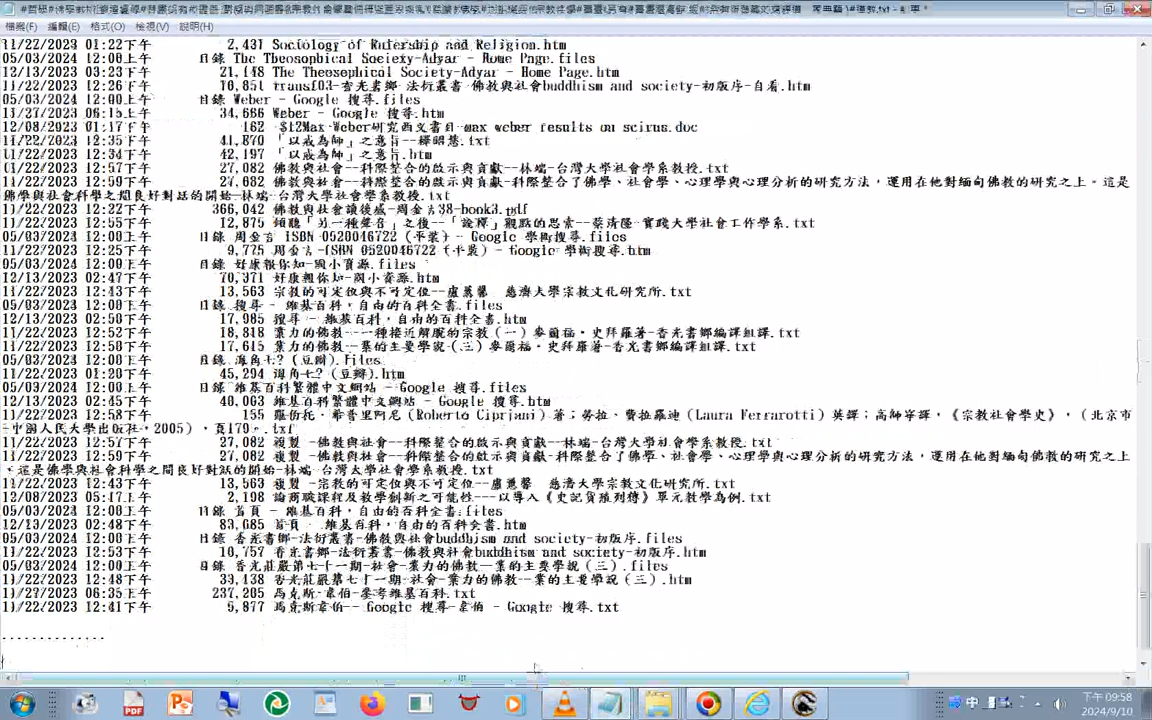 檔案(F) 編輯(E) 格式(O) 檢視(V) 說明(H)
11/22/2023 01:22下午 2,431 Sociology of Rulership and Religion.htm
05/03/2024 12:00上午 目錄 The Theosophical Society-Adyar - Home Page.files
12/13/2023 03:23下午 21,148 The Theosophical Society-Adyar - Home Page.htm
11/22/2023 12:26下午 transf03-香光書鄉-法衍叢書-佛教與社會buddhism and society-初版序-自看.htm
05/03/2024 12:00上午 目錄 Weber - Google 搜尋.files
11/27/2023 06:15上午 34,666 Weber - Google 搜尋.htm
12/08/2023 01:17下午 162 $12Max-Weber研究西文書目-max weber results on scirus.doc
11/22/2023 12:35下午 41,870 「以戒為師」之意旨--釋昭慧.txt
11/22/2023 12:34下午 42,197 「以戒為師」之意旨.htm
11/22/2023 12:57下午 27,082 佛教與社會--科際整合的啟示與貢獻--林端-台灣大學社會學系教授.txt
11/22/2023 12:59下午 27,082 佛教與社會--科際整合的啟示與貢獻-科際整合了佛學、社會學、心理學與心理分析的研究方法，運用在他對緬甸佛教的研究之上。這是
佛學與社會科學之間良好對話的開始-林端-台灣大學社會學系教授.txt
11/22/2023 12:22下午 366,042 佛教與社會讀後感-周金言38-book3.pdf
11/22/2023 12:55下午 12,875 傾聽「另一種聲音」之後--「詮釋」觀點的思索--蔡清隆-實踐大學社會工作學系.txt
05/03/2024 12:00上午 目錄 周金言 ISBN 0520046722 (平裝) - Google 學術搜尋.files
11/22/2023 12:25下午 9,775 周金言 -ISBN 0520046722 (平裝) - Google 學術搜尋.htm
05/03/2024 12:00上午 目錄 好康報你知-國小資源.files
12/13/2023 02:47下午 70,371 好康報你知-國小資源.htm
11/22/2023 12:43下午 13,563 宗教的可定位與不可定位--盧蕙馨 慈濟大學宗教文化研究所.txt
05/03/2024 12:00上午 目錄 搜尋 - 維基百科，自由的百科全書.files
12/13/2023 02:50下午 17,985 搜尋 - 維基百科，自由的百科全書.htm
11/22/2023 12:52下午 18,818 業力的佛教--一種接近解脫的宗教（一）麥爾福．史拜羅著-香光書鄉編譯組譯.txt
11/22/2023 12:53下午 17,615 業力的佛教--業的主要學說（三）麥爾福．史拜羅著-香光書鄉編譯組譯.txt
05/03/2024 12:00上午 目錄 海角七? (豆瓣).files
11/22/2023 01:20下午 45,294 海角七? (豆瓣).htm
05/03/2024 12:00上午 目錄 維基百科繁體中文網站 - Google 搜尋.files
12/13/2023 02:45下午 40,063 維基百科繁體中文網站 - Google 搜尋.htm
11/22/2023 12:58下午 155 羅伯托．希普里阿尼（Roberto Cipriani）著；勞拉．費拉羅迪（Laura Ferrarotti）英譯；高師寧譯，《宗教社會學史》，（北京市
:中國人民大學出版社，2005），頁179。.txt
11/22/2023 12:57下午 27,082 複製 -佛教與社會--科際整合的啟示與貢獻--林端-台灣大學社會學系教授.txt
11/22/2023 12:59下午 27,082 複製 -佛教與社會--科際整合的啟示與貢獻-科際整合了佛學、社會學、心理學與心理分析的研究方法，運用在他對緬甸佛教的研究之上
。這是佛學與社會科學之間良好對話的開始-林端-台灣大學社會學系教授.txt
11/22/2023 12:43下午 13,563 複製 -宗教的可定位與不可定位--盧蕙馨 慈濟大學宗教文化研究所.txt
12/08/2023 05:47上午 2,198 論商職課程及教學創新之可能性---以導入《史記貨殖列傳》單元教學為例.txt
05/03/2024 12:00上午 目錄 首頁 - 維基百科，自由的百科全書.files
12/13/2023 02:48下午 83,685 首頁 - 維基百科，自由的百科全書.htm
05/03/2024 12:00上午 目錄 香光書鄉-法衍叢書-佛教與社會buddhism and society-初版序.files
11/22/2023 12:53下午 10,757 香光書鄉-法衍叢書-佛教與社會buddhism and society-初版序.htm
05/03/2024 12:00上午 目錄 香光莊嚴第七十一期-社會-業力的佛教--業的主要學說（三）.files
11/22/2023 12:48下午 33,138 香光莊嚴第七十一期-社會-業力的佛教--業的主要學說（三）.htm
11/22/2023 06:35上午 237,205 馬克斯·韋伯-參考維基百科.txt
11/22/2023 12:41下午 5,877 馬克斯韋伯-- Google 搜尋-韋伯 - Google 搜尋.txt
..............
中
下午 09:58
2024/9/10